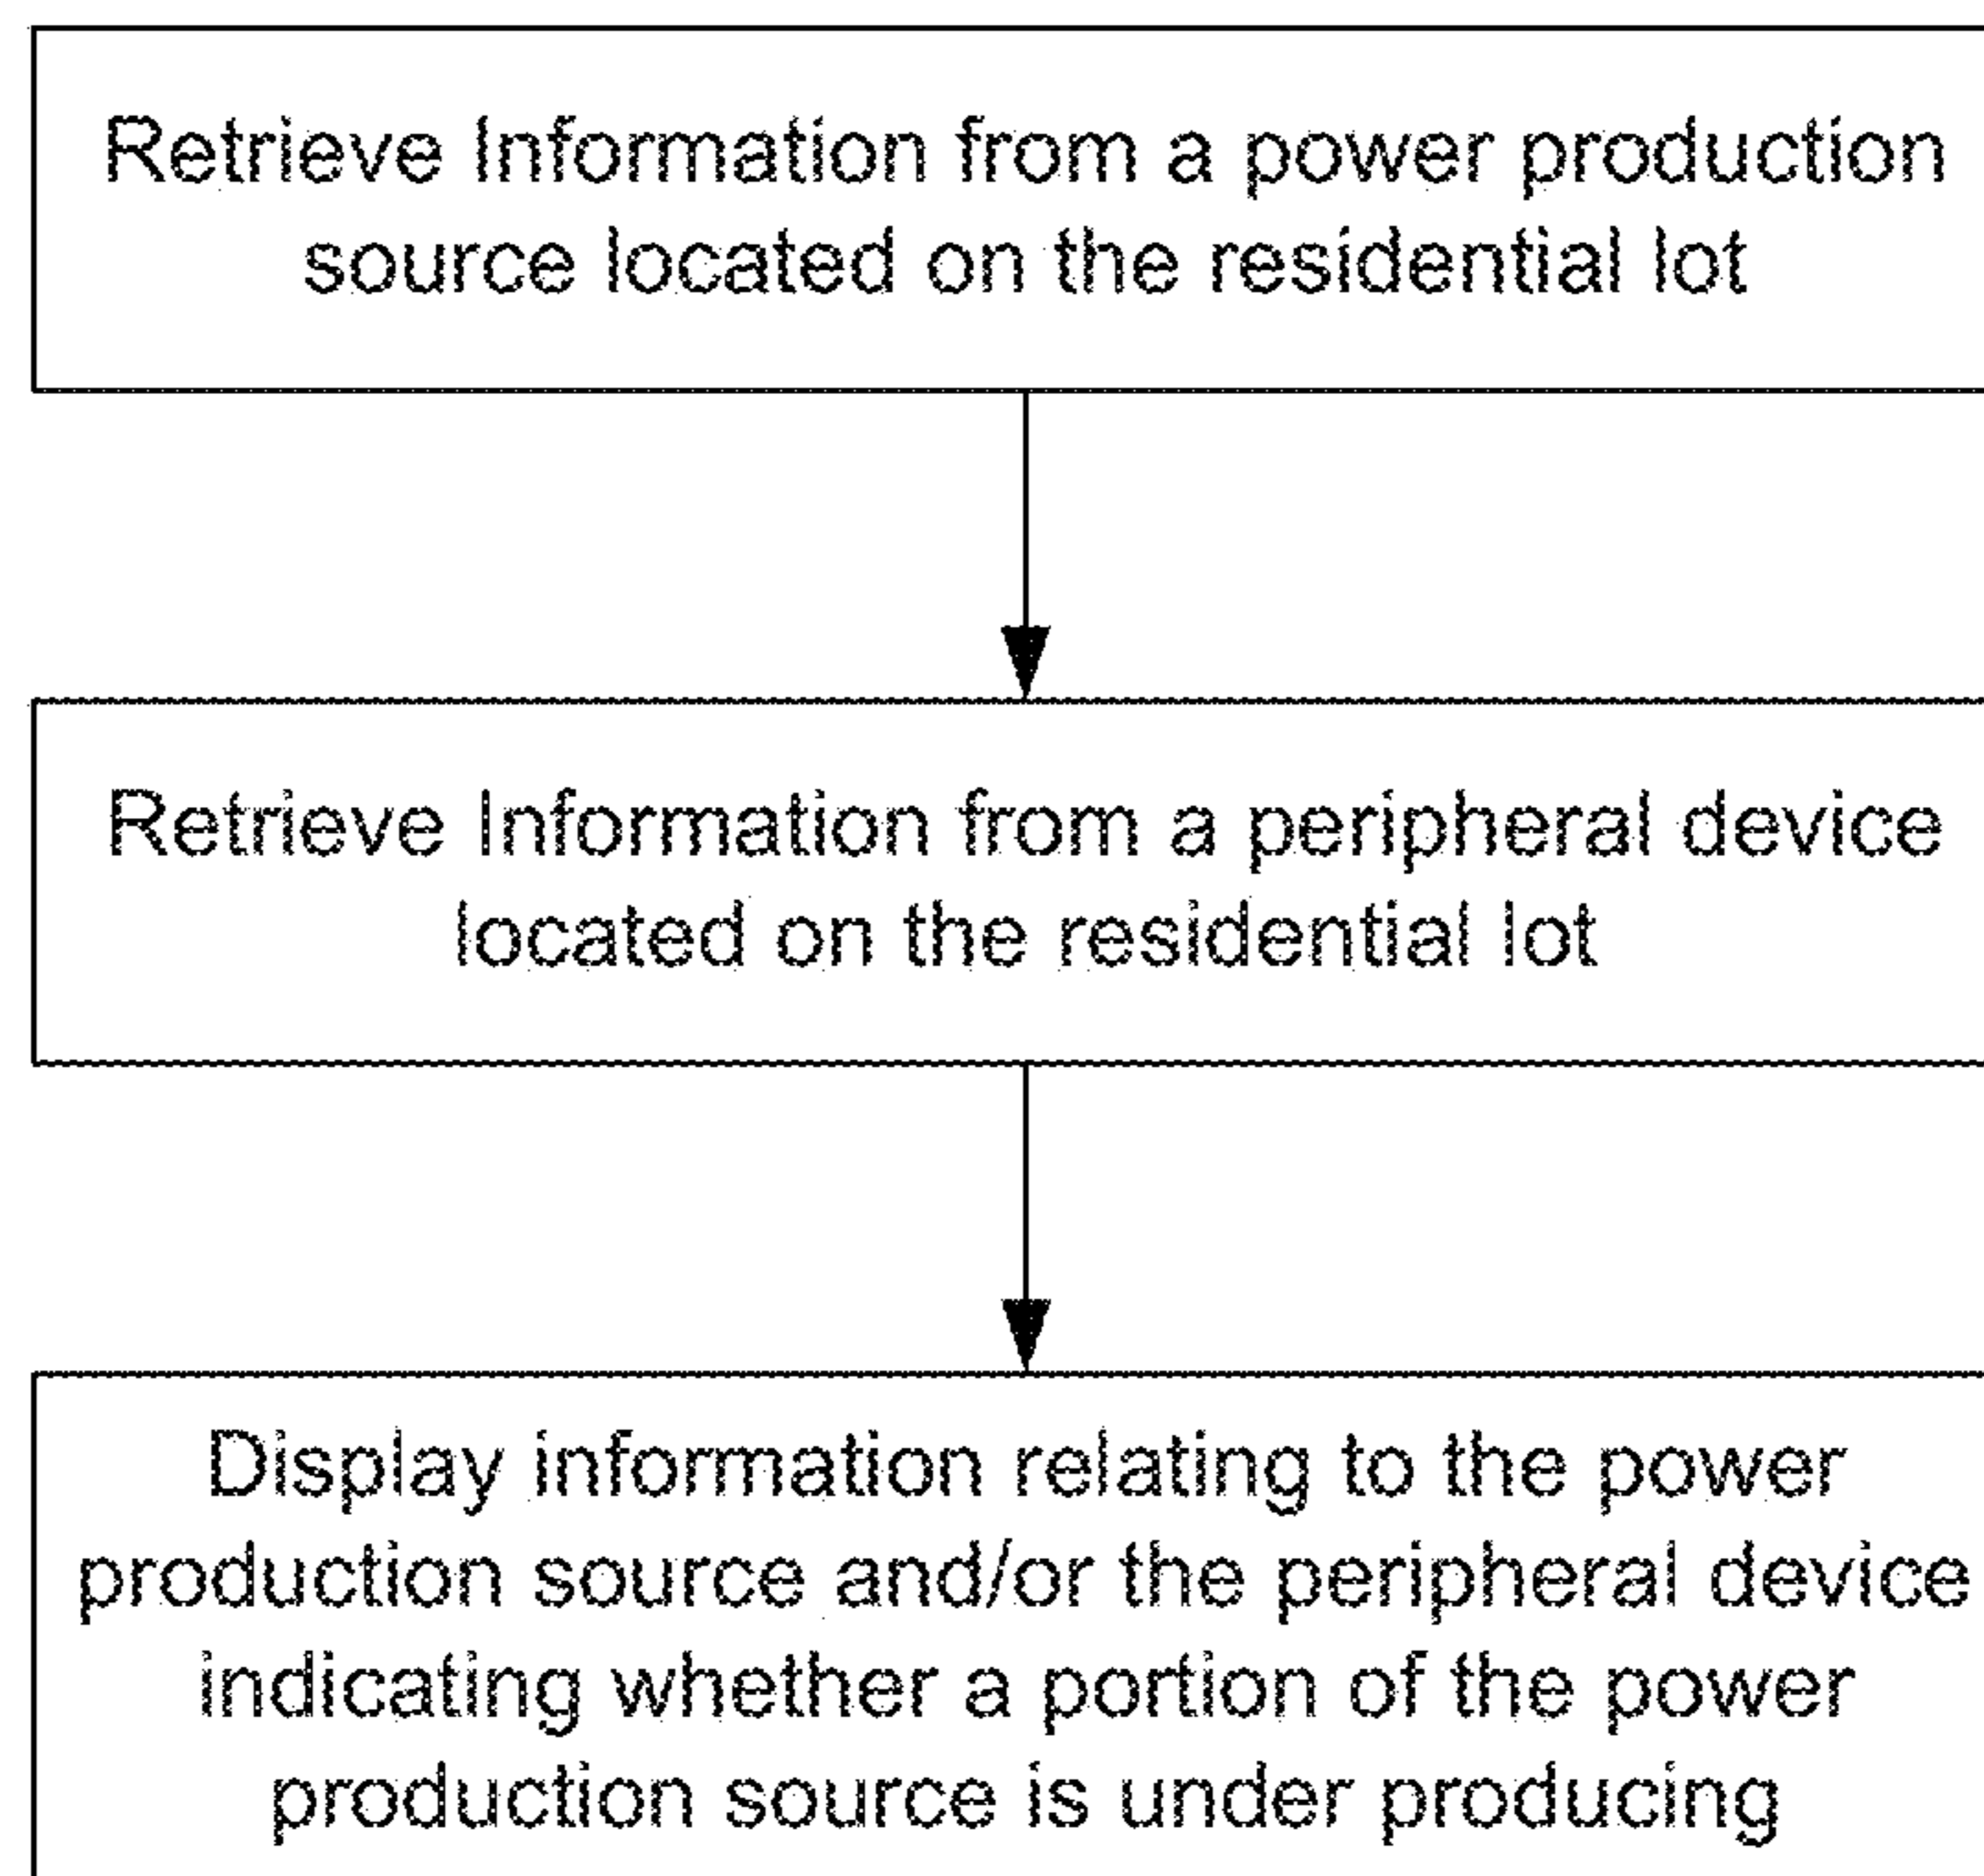 Retrieve Information from a power production
source located on the residential lot
Retrieve Information from a peripheral device
located on the residential lot
Display information relating to the power
production source and/or the peripheral device
indicating whether a portion of the power
production source is under producing